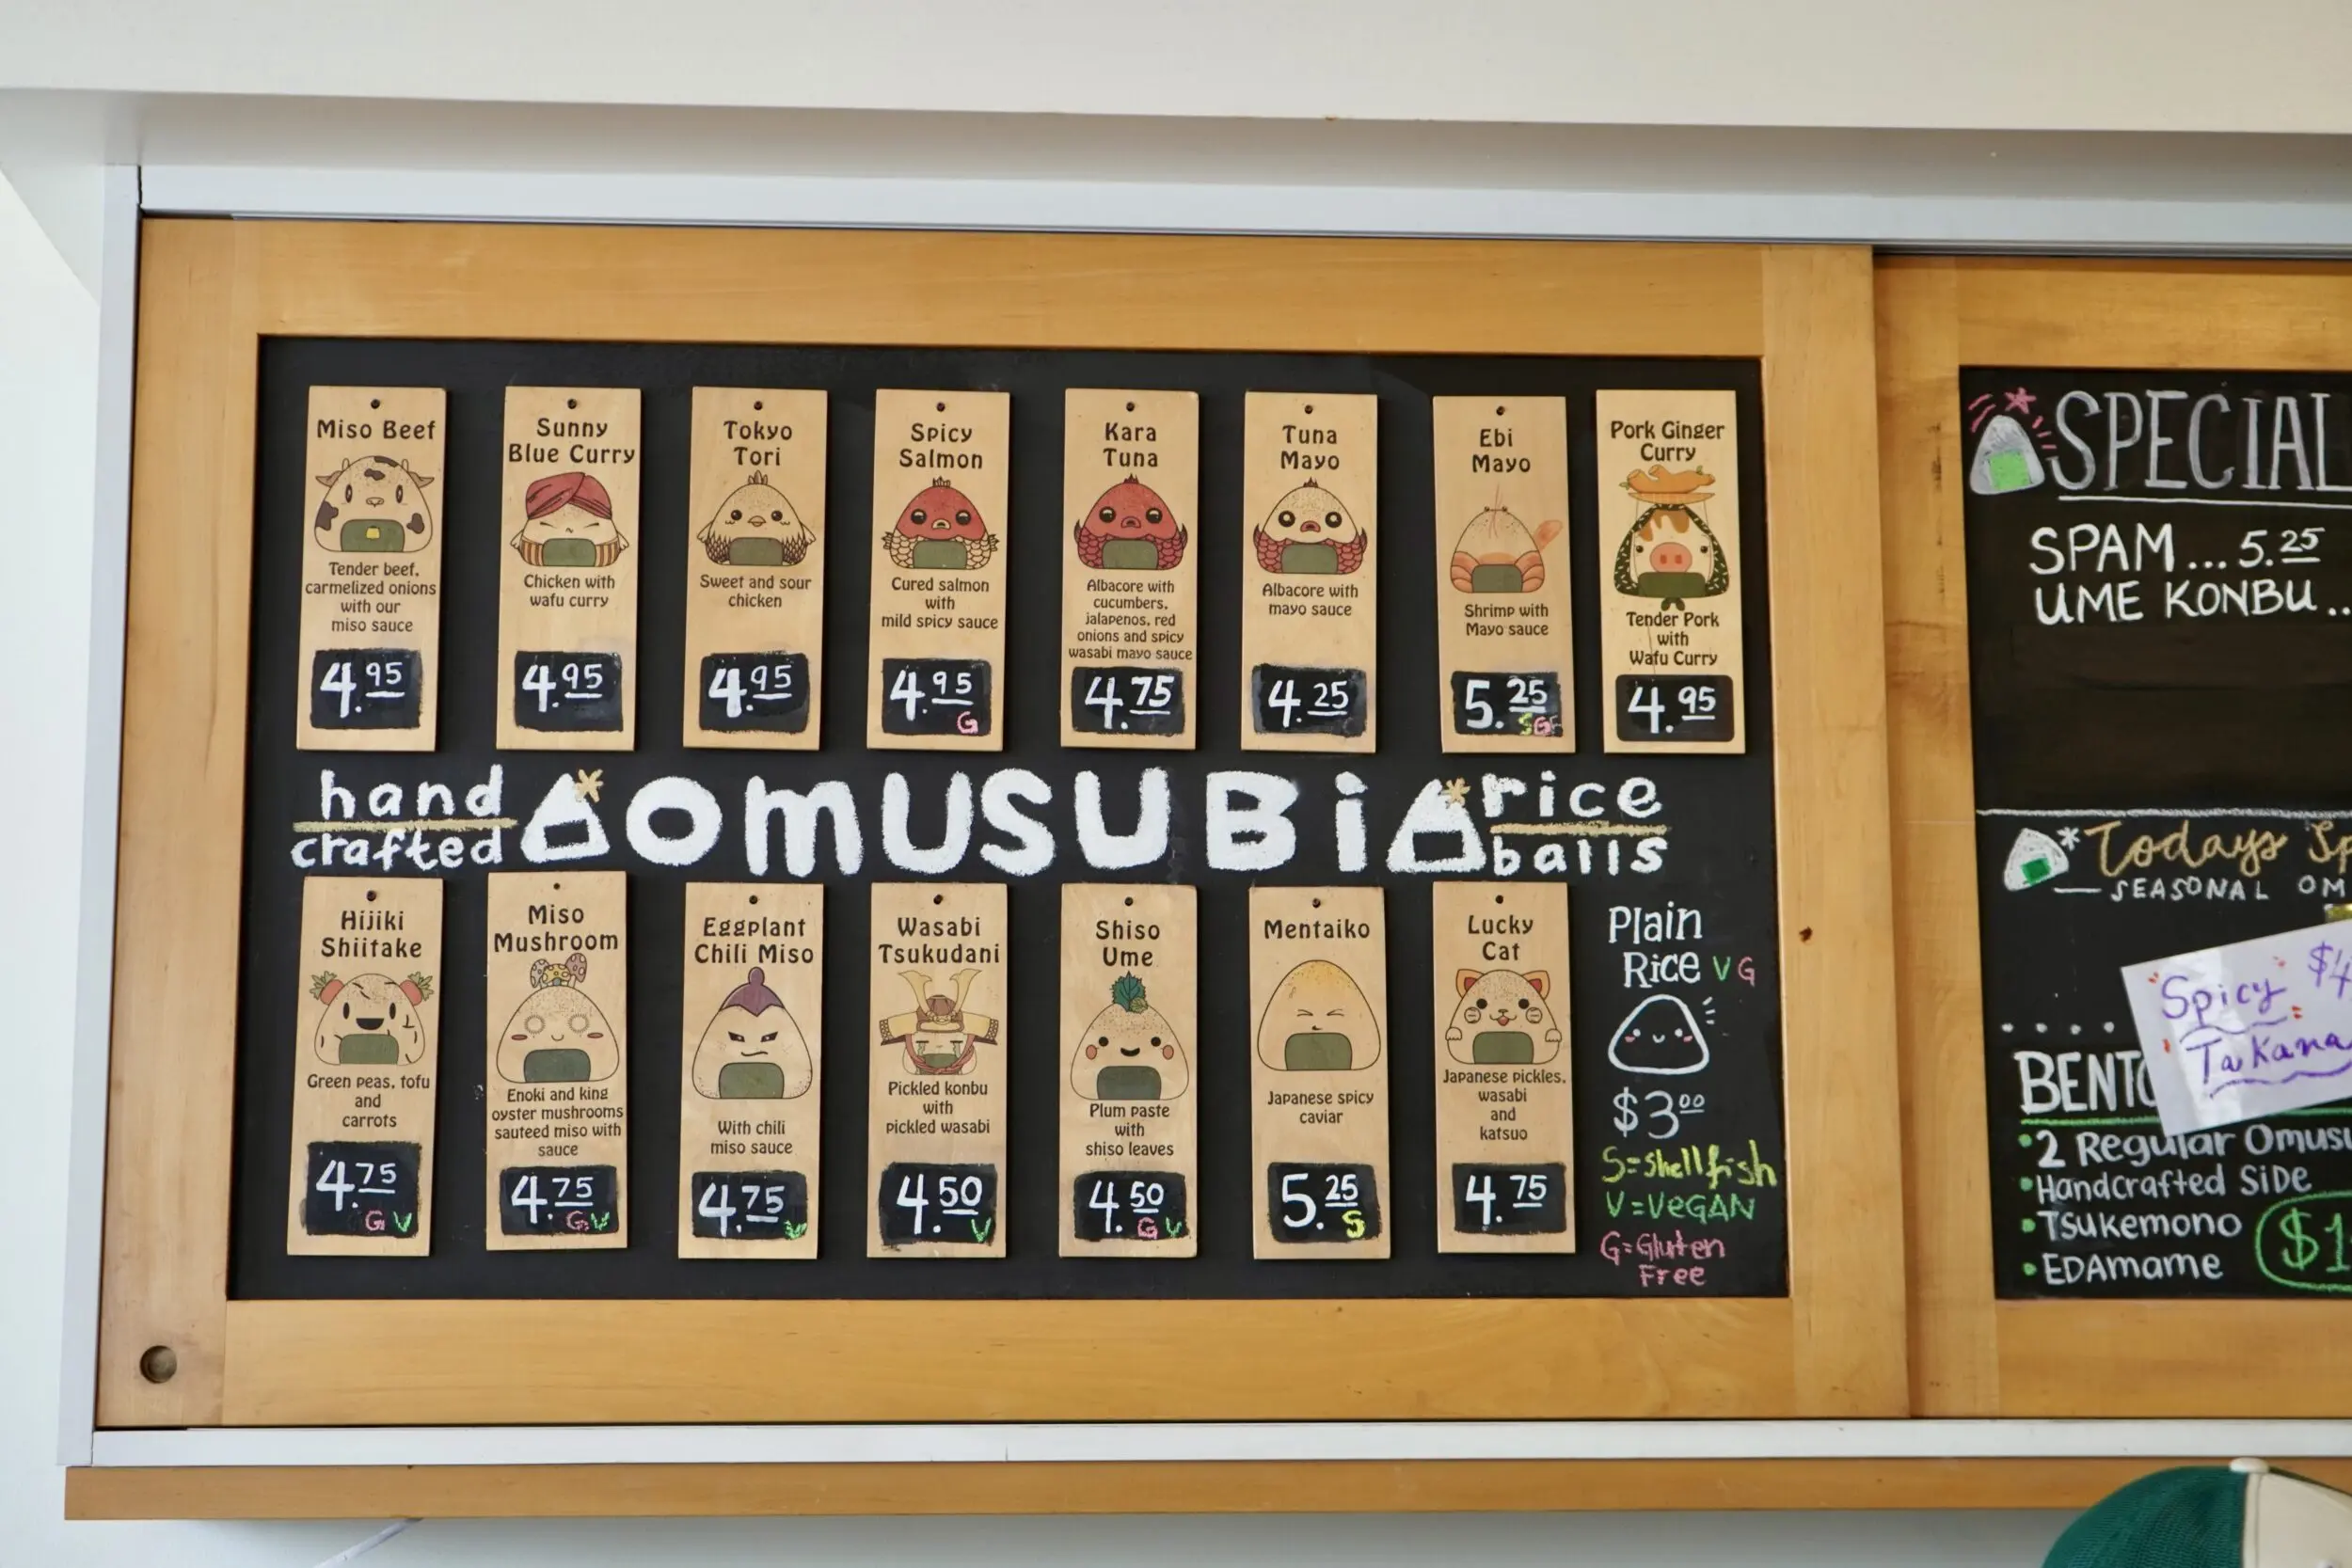 Miso Beef
Tender beef,
carmelized onions
with our
miso sauce
4.95
Sunny
Blue Curry
Chicken with
wafu curry
4.95
Tokyo
Tori
Sweet and sour
chicken
4.95
Spicy
Salmon
Cured salmon
with
mild spicy sauce
4.95
G
Kara
Tuna
Albacore with
cucumbers,
jalapenos, red
onions and spicy
wasabi mayo sauce
4.75
Tuna
Mayo
Albacore with
mayo sauce
4.25
Ebi
Mayo
Shrimp with
Mayo sauce
5.25
SG
Pork Ginger
Curry
Tender Pork
with
Wafu Curry
4.95
hand
crafted
OMUSUBi
rice
balls
Hijiki
Shiitake
Green peas, tofu
and
carrots
4.75
G V
Miso
Mushroom
Enoki and king
oyster mushrooms
sauteed miso with
sauce
4.75
G V
Eggplant
Chili Miso
With chili
miso sauce
4.75
V
Wasabi
Tsukudani
Pickled konbu
with
pickled wasabi
4.50
V
Shiso
Ume
Plum paste
with
shiso leaves
4.50
G V
Mentaiko
Japanese spicy
caviar
5.25
S
Lucky
Cat
Japanese pickles,
wasabi
and
katsuo
4.75
Plain
Rice V G
$3.00
S=Shellfish
V=VeGAN
G=Gluten
Free
SPECIAL
SPAM... 5.25
UME KONBU..
Todays
SEASONAL
Spicy $4
Takana
2 Regular
Handcrafted SiDe
TSukemono
EDAmame